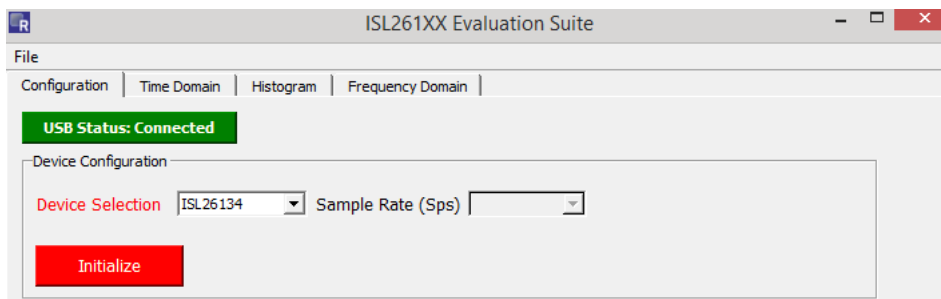 R ISL261XX Evaluation Suite
File
Configuration Time Domain Histogram Frequency Domain
USB Status: Connected
Device Configuration
Device Selection ISL26134 Sample Rate (Sps)
Initialize